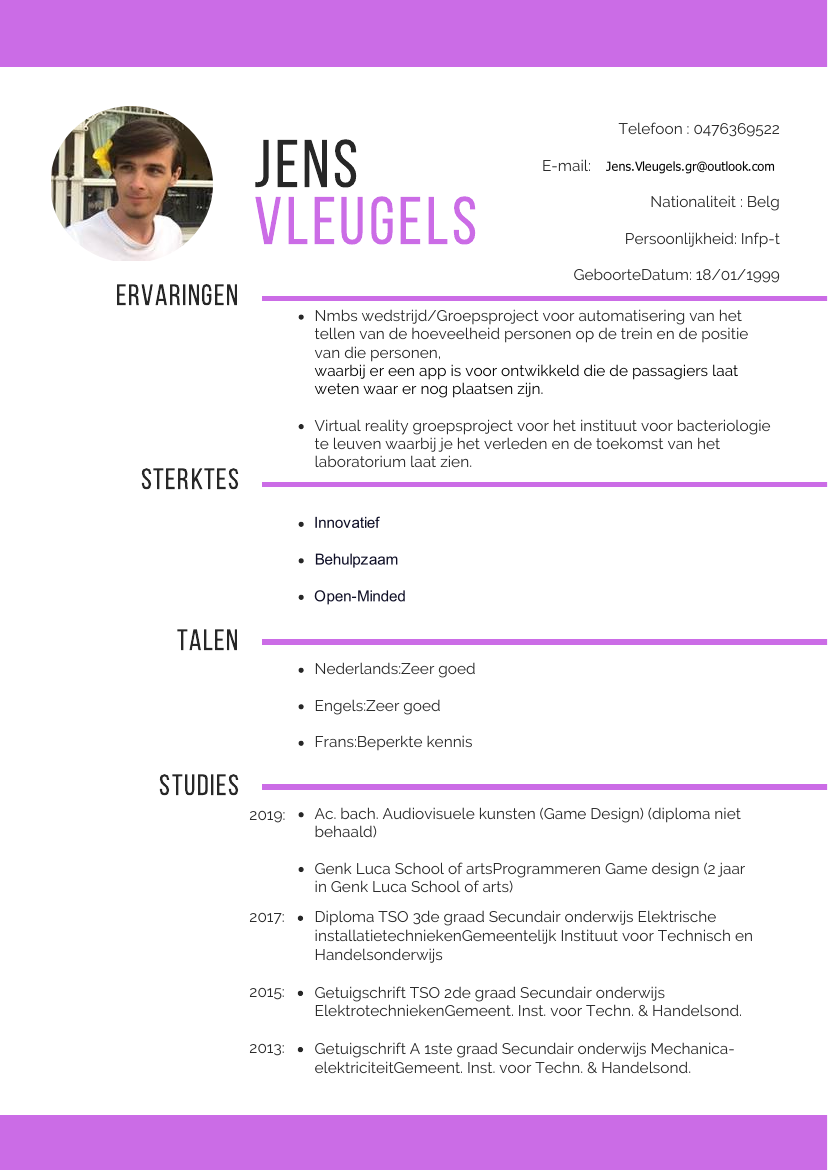 JENS
VLEUGELS
Telefoon : 0476369522
E-mail: Jens.Vleugels.gr@outlook.com
Nationaliteit : Belg
Persoonlijkheid: Infp-t
GeboorteDatum: 18/01/1999
ERVARINGEN
• Nmbs wedstrijd/Groepsproject voor automatisering van het
tellen van de hoeveelheid personen op de trein en de positie
van die personen,
waarbij er een app is voor ontwikkeld die de passagiers laat
weten waar er nog plaatsen zijn.
• Virtual reality groepsproject voor het instituut voor bacteriologie
te leuven waarbij je het verleden en de toekomst van het
laboratorium laat zien.
STERKTES
• Innovatief
• Behulpzaam
• Open-Minded
TALEN
• Nederlands:Zeer goed
• Engels:Zeer goed
• Frans:Beperkte kennis
STUDIES
2019: • Ac. bach. Audiovisuele kunsten (Game Design) (diploma niet
behaald)
• Genk Luca School of artsProgrammeren Game design (2 jaar
in Genk Luca School of arts)
2017: • Diploma TSO 3de graad Secundair onderwijs Elektrische
installatietechniekenGemeentelijk Instituut voor Technisch en
Handelsonderwijs
2015: • Getuigschrift TSO 2de graad Secundair onderwijs
ElektrotechniekenGemeent. Inst. voor Techn. & Handelsond.
2013: • Getuigschrift A 1ste graad Secundair onderwijs Mechanica-
elektriciteitGemeent. Inst. voor Techn. & Handelsond.